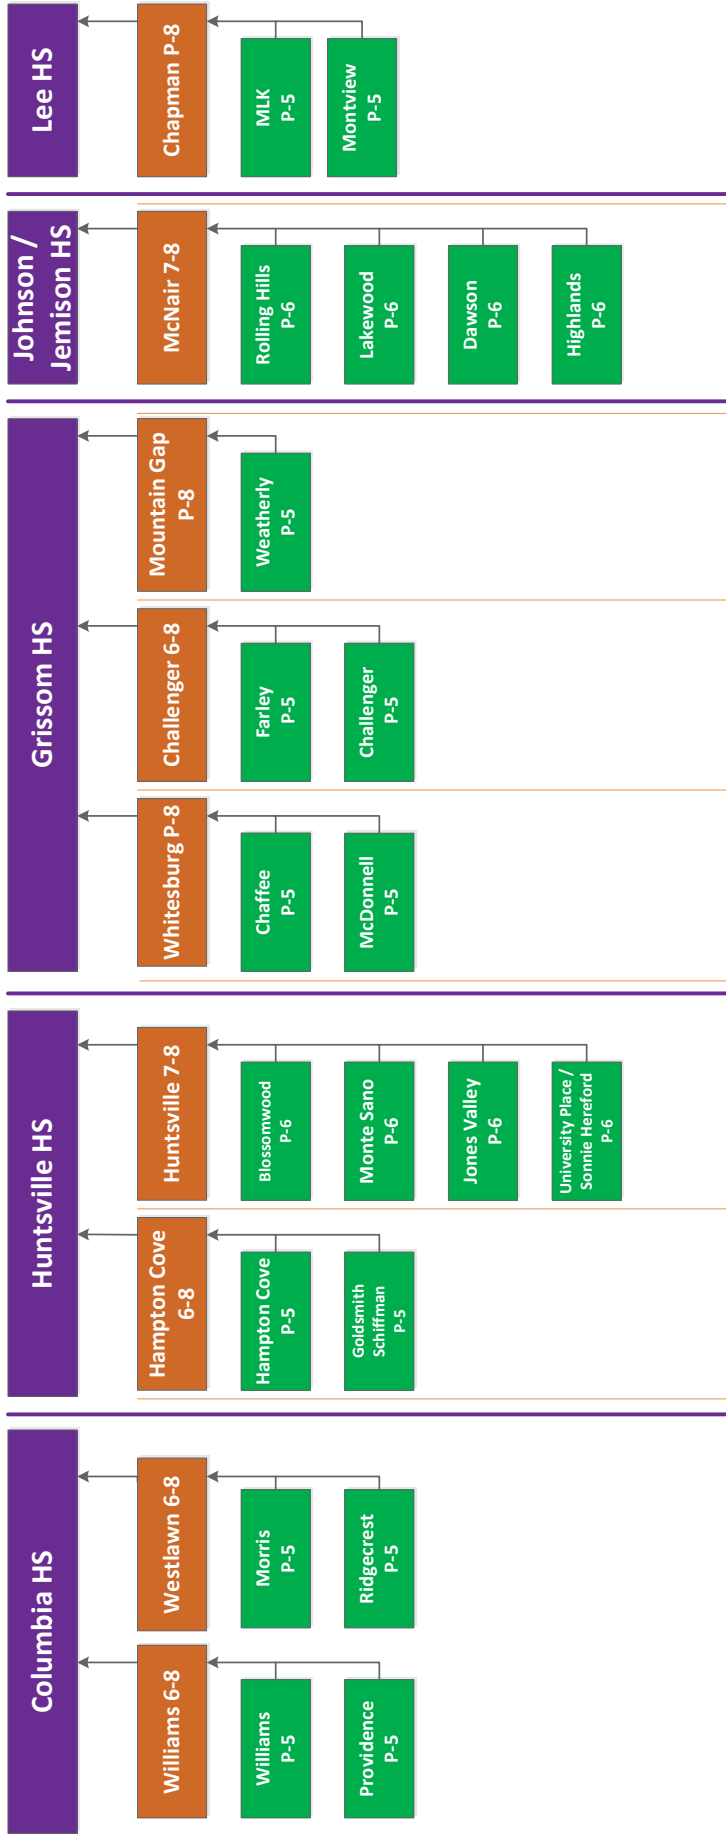 Columbia HS
Williams 6-8
Williams
P-5
Providence
P-5
Westlawn 6-8
Morris
P-5
Ridgecrest
P-5
Huntsville HS
Hampton Cove
6-8
Hampton Cove
P-5
Goldsmith
Schiffman
P-5
Huntsville 7-8
Blossomwood
P-6
Monte Sano
P-6
Jones Valley
P-6
University Place /
Sonnie Hereford
P-6
Grissom HS
Whitesburg P-8
Chaffee
P-5
McDonnell
P-5
Challenger 6-8
Farley
P-5
Challenger
P-5
Mountain Gap
P-8
Weatherly
P-5
Johnson /
Jemison HS
McNair 7-8
Rolling Hills
P-6
Lakewood
P-6
Dawson
P-6
Highlands
P-6
Lee HS
Chapman P-8
MLK
P-5
Montview
P-5